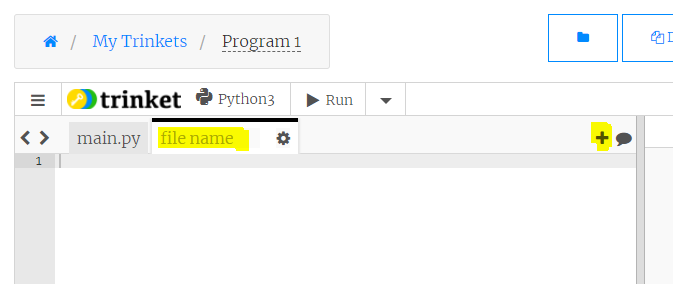 / My Trinkets / Program 1
trinket Python3 Run
main.py file name
1